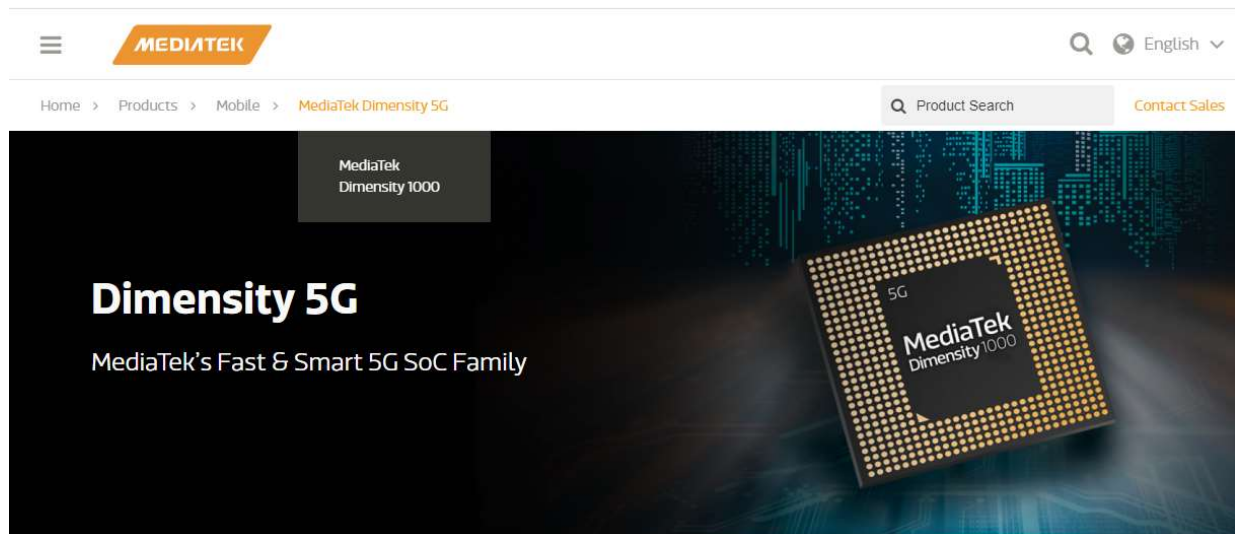 MEDIATEK
English
Home > Products > Mobile > MediaTek Dimensity 5G
Product Search
Contact Sales
MediaTek
Dimensity 1000
Dimensity 5G
MediaTek's Fast & Smart 5G SoC Family
5G
MediaTek
Dimensity 1000